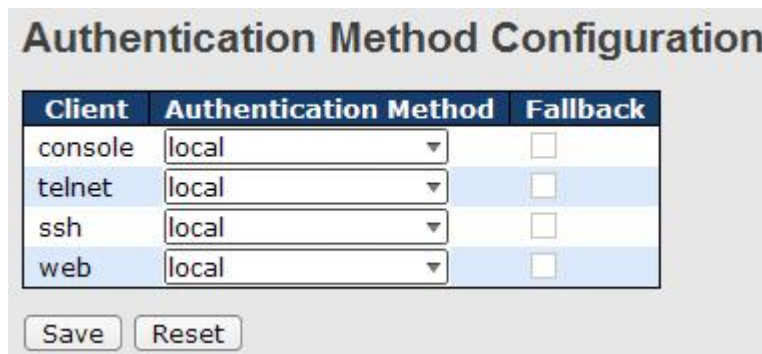 Authentication Method Configuration
Client Authentication Method Fallback
console local
telnet local
ssh local
web local
Save Reset